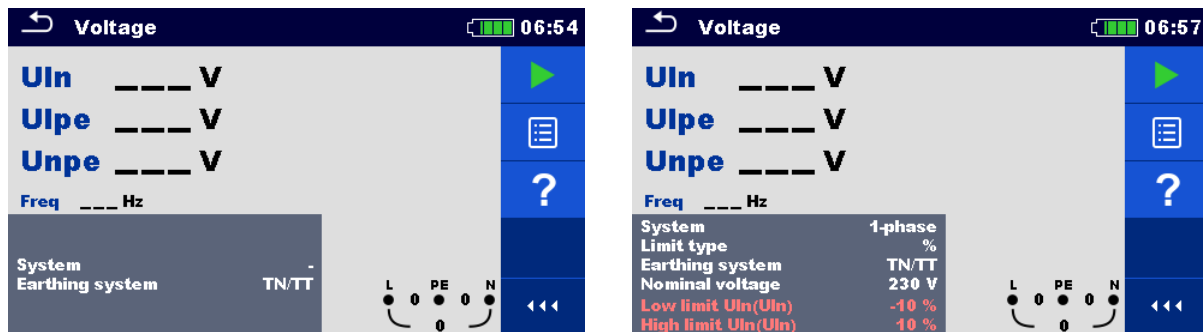 Voltage 06:54
Uln ___ V
Ulpe ___ V
Unpe ___ V
Freq ___ Hz
?
System -
Earthing system TN/TT
L PE N
0 0
0
Voltage 06:57
Uln ___ V
Ulpe ___ V
Unpe ___ V
Freq ___ Hz
?
System 1-phase
Limit type %
Earthing system TN/TT
Nominal voltage 230 V
Low limit Uln(Uln) -10 %
High limit Uln(Uln) 10 %
L PE N
0 0
0